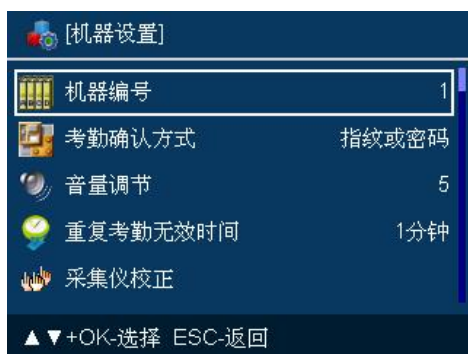 [机器设置]
机器编号 1
考勤确认方式 指纹或密码
音量调节 5
重复考勤无效时间 1分钟
采集仪校正
▲▼+OK-选择 ESC-返回